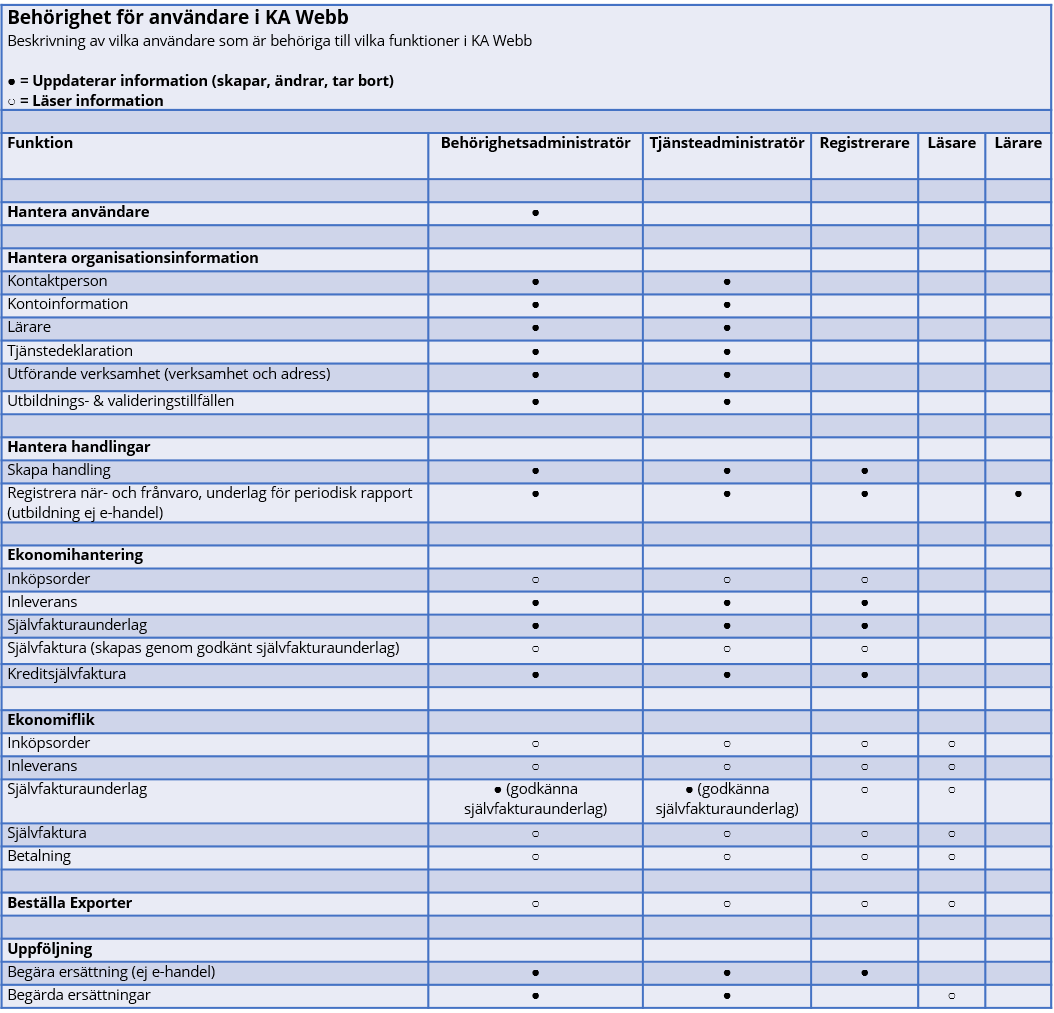 Behörighet för användare i KA Webb
Beskrivning av vilka användare som är behöriga till vilka funktioner i KA Webb
● = Uppdaterar information (skapar, ändrar, tar bort)
○ = Läser information
Funktion Behörighetsadministratör Tjänsteadministratör Registrerare Läsare Lärare
Hantera användare ●
Hantera organisationsinformation
Kontaktperson ● ●
Kontoinformation ● ●
Lärare ● ●
Tjänstedeklaration ● ●
Utförande verksamhet (verksamhet och adress) ● ●
Utbildnings- & valideringstillfällen ● ●
Hantera handlingar
Skapa handling ● ● ●
Registrera när- och frånvaro, underlag för periodisk rapport ● ● ● ●
(utbildning ej e-handel)
Ekonomihantering
Inköpsorder ○ ○ ○
Inleverans ● ● ●
Självfakturaunderlag ● ● ●
Självfaktura (skapas genom godkänt självfakturaunderlag) ○ ○ ○
Kreditsjälvfaktura ● ● ●
Ekonomiflik
Inköpsorder ○ ○ ○ ○
Inleverans ○ ○ ○ ○
Självfakturaunderlag ● (godkänna ● (godkänna ○ ○
självfakturaunderlag) självfakturaunderlag)
Självfaktura ○ ○ ○ ○
Betalning ○ ○ ○ ○
Beställa Exporter ○ ○ ○ ○
Uppföljning
Begära ersättning (ej e-handel) ● ● ●
Begärda ersättningar ● ● ○